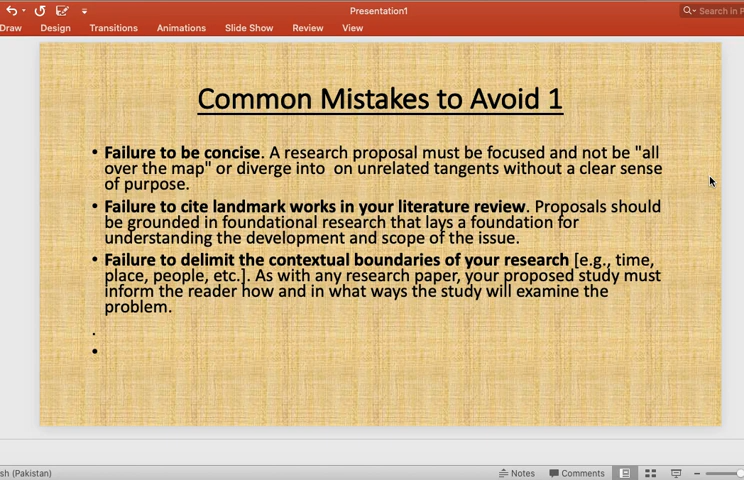 Presentation1
Search in P
Draw Design Transitions Animations Slide Show Review View
Common Mistakes to Avoid 1
• Failure to be concise. A research proposal must be focused and not be "all
over the map" or diverge into  on unrelated tangents without a clear sense
of purpose.
• Failure to cite landmark works in your literature review. Proposals should
be grounded in foundational research that lays a foundation for
understanding the development and scope of the issue.
• Failure to delimit the contextual boundaries of your research [e.g., time,
place, people, etc.]. As with any research paper, your proposed study must
inform the reader how and in what ways the study will examine the
problem.
.
•
sh (Pakistan) Notes Comments